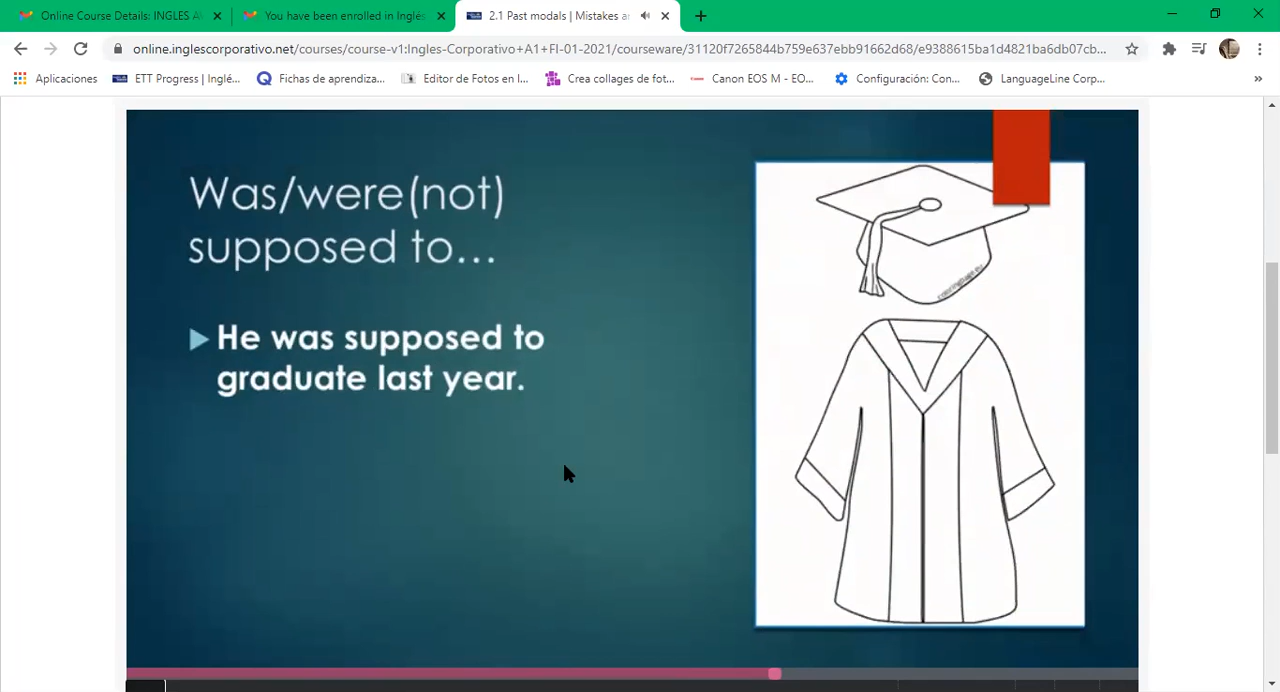 Online Course Details: INGLES AV
You have been enrolled in Inglés
2.1 Past modals | Mistakes an
online.inglescorporativo.net/courses/course-v1:Ingles-Corporativo+A1+FI-01-2021/courseware/31120f7265844b759e637ebb91662d68/e9388615ba1d4821ba6db07cb...
Aplicaciones
ETT Progress | Inglé...
Fichas de aprendiza...
Editor de Fotos en l...
Crea collages de fot...
Canon EOS M - EO...
Configuración: Con...
LanguageLine Corp...
»
Was/were(not)
supposed to...
He was supposed to
graduate last year.